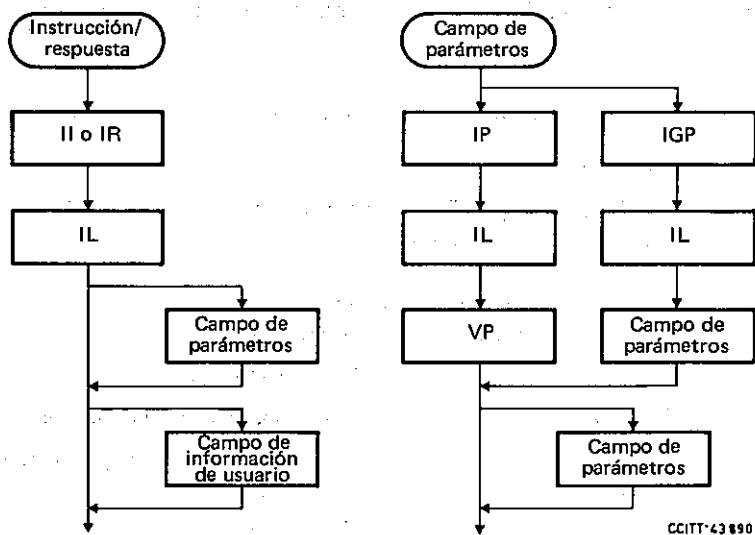 Instrucción/
respuesta
II o IR
IL
Campo de
parámetros
Campo de
información
de usuario
Campo de
parámetros
IP
IGP
IL
IL
VP
Campo de
parámetros
Campo de
parámetros
CCITT-43890